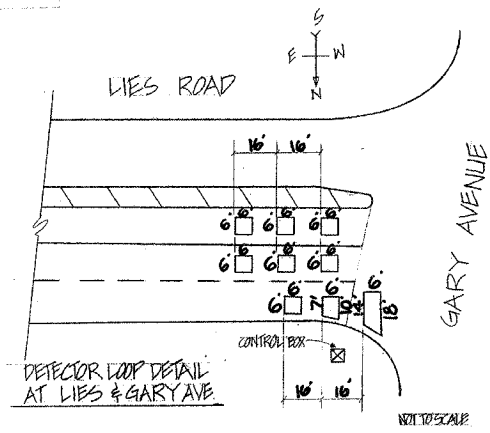 S
E W
N
LIES ROAD
16' 16'
6' 6' 6'
6' 6' 6'
6' 6' 6'
6' 6' 6'
6' 6' 6'
6' 7' 10' 14' 18'
GARY AVENUE
CONTROL BOX
DETECTOR LOOP DETAIL
AT LIES & GARY AVE.
16' 16'
NOT TO SCALE